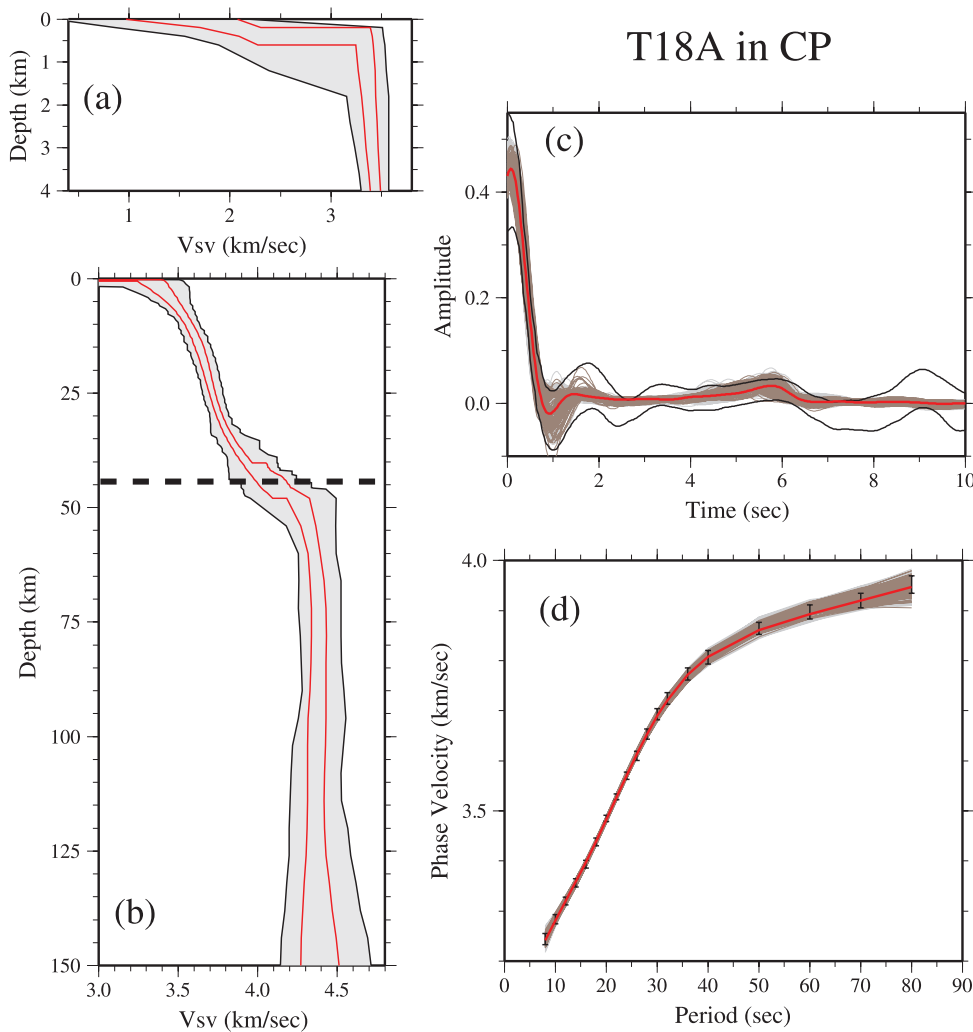 T18A in CP
(a)
Depth (km)
0
1
2
3
4
1 2 3
Vsv (km/sec)
(b)
Depth (km)
0
25
50
75
100
125
150
3.0 3.5 4.0 4.5
Vsv (km/sec)
(c)
Amplitude
0.4
0.2
0.0
0 2 4 6 8 10
Time (sec)
(d)
Phase Velocity (km/sec)
4.0
3.5
0 10 20 30 40 50 60 70 80 90
Period (sec)